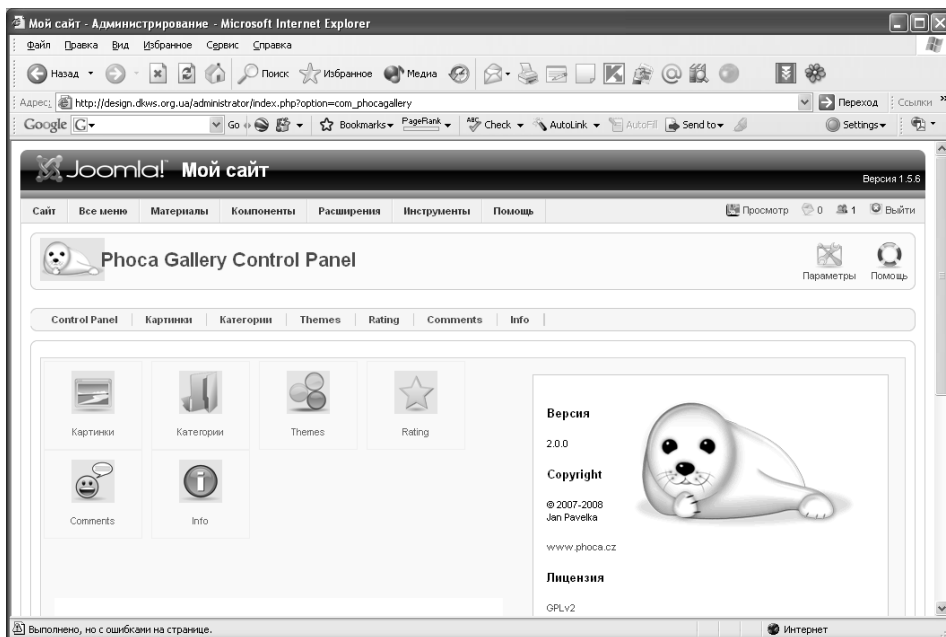 Мой сайт - Администрирование - Microsoft Internet Explorer
Файл Правка Вид Избранное Сервис Справка
Назад Поиск Избранное Медиа
Адрес: http://design.dkws.org.ua/administrator/index.php?option=com_phocagallery Переход Ссылки
Google G Go Bookmarks PageRank ABC Check AutoLink AutoFill Send to Settings
Joomla! Мой сайт
Версия 1.5.6
Сайт Все меню Материалы Компоненты Расширения Инструменты Помощь Просмотр 0 1 Выйти
Phoca Gallery Control Panel
Параметры Помощь
Control Panel Картинки Категории Themes Rating Comments Info
Картинки Категории Themes Rating
Comments Info
Версия
2.0.0
Copyright
© 2007-2008
Jan Pavelka
www.phoca.cz
Лицензия
GPLv2
Выполнено, но с ошибками на странице. Интернет